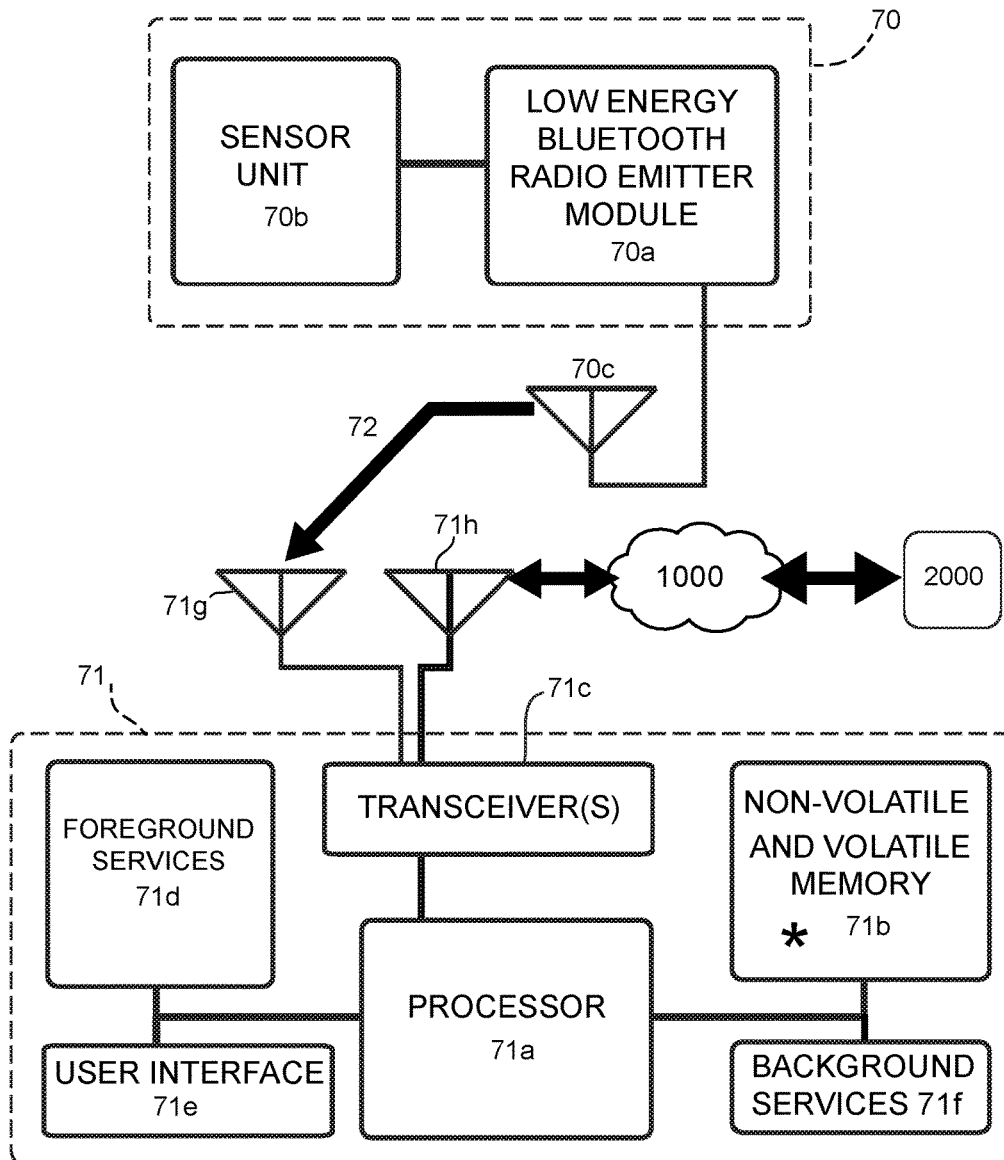 70
SENSOR
UNIT
70b
LOW ENERGY
BLUETOOTH
RADIO EMITTER
MODULE
70a
70c
72
71h
71g
1000
2000
71
71c
FOREGROUND
SERVICES
71d
TRANSCEIVER(S)
NON-VOLATILE
AND VOLATILE
MEMORY
* 71b
PROCESSOR
71a
USER INTERFACE
71e
BACKGROUND
SERVICES 71f